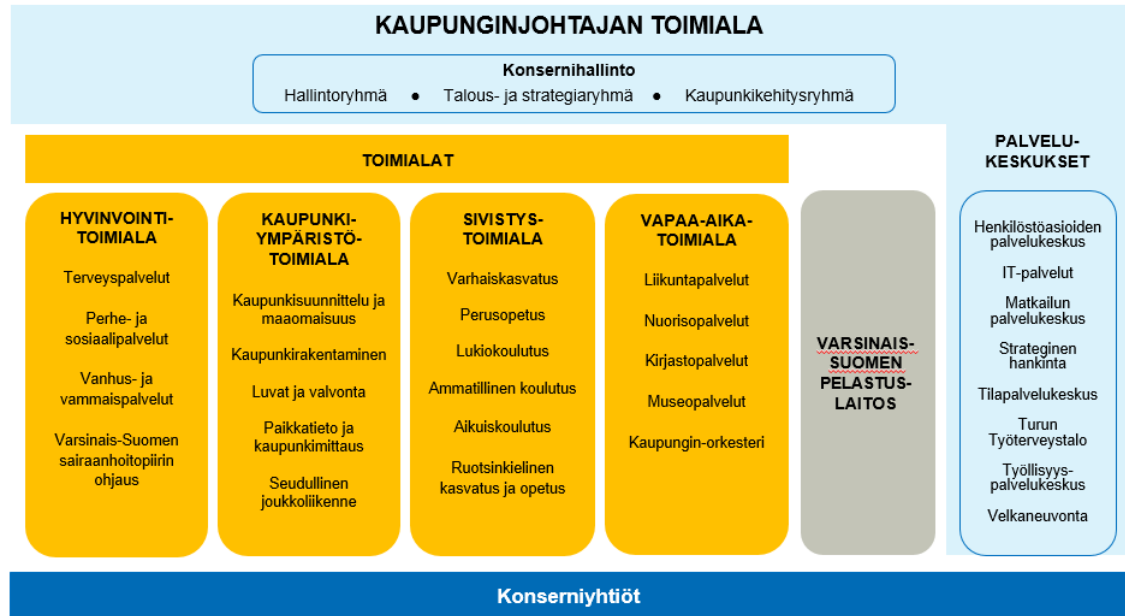 KAUPUNGINJOHTAJAN TOIMIALA
Konsernihallinto
Hallintoryhmä ● Talous- ja strategiaryhmä ● Kaupunkikehitysryhmä
TOIMIALAT
HYVINVOINTI-
TOIMIALA
Terveyspalvelut
Perhe- ja
sosiaalipalvelut
Vanhus- ja
vammaispalvelut
Varsinais-Suomen
sairaanhoitopiirin
ohjaus
KAUPUNKI-
YMPÄRISTÖ-
TOIMIALA
Kaupunkisuunnittelu ja
maaomaisuus
Kaupunkirakentaminen
Luvat ja valvonta
Paikkatieto ja
kaupunkimittaus
Seudullinen
joukkoliikenne
SIVISTYS-
TOIMIALA
Varhaiskasvatus
Perusopetus
Lukiokoulutus
Ammatillinen koulutus
Aikuiskoulutus
Ruotsinkielinen
kasvatus ja opetus
VAPAA-AIKA-
TOIMIALA
Liikuntapalvelut
Nuorisopalvelut
Kirjastopalvelut
Museopalvelut
Kaupungin-orkesteri
VARSINAIS-
SUOMEN
PELASTUS-
LAITOS
PALVELU-
KESKUKSET
Henkilöstöasioiden
palvelukeskus
IT-palvelut
Matkailun
palvelukeskus
Strateginen
hankinta
Tilapalvelukeskus
Turun
Työterveystalo
Työllisyys-
palvelukeskus
Velkaneuvonta
Konserniyhtiöt